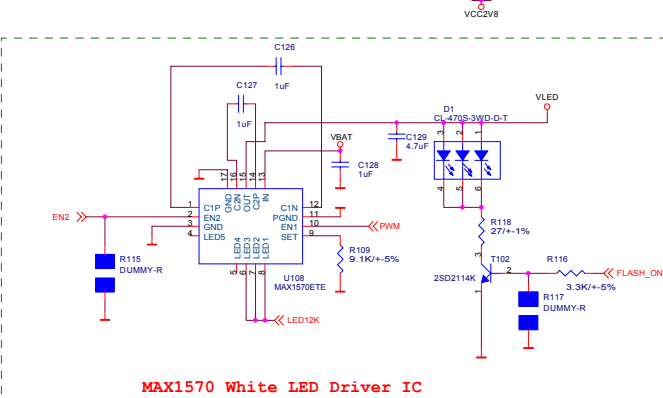 VCC2V8
C126
1uF
C127
1uF
VLED
D1
CL-470S-3WD-D-T
3 2 1
4 5 6
VBAT
C129
4.7uF
C128
1uF
17 16 15 14 13
GND C2N OUT C2P IN
1 C1P C1N 12
2 EN2 PGND 11
3 GND EN1 10
4 LED5 SET 9
LED4 LED3 LED2 LED1
5 6 7 8
EN2
PWM
R115
DUMMY-R
R109
9.1K/+-5%
U108
MAX1570ETE
LED12K
R118
27/+-1%
3
T102
2SD2114K
2
1
R116
3.3K/+-5%
FLASH_ON
R117
DUMMY-R
MAX1570 White LED Driver IC